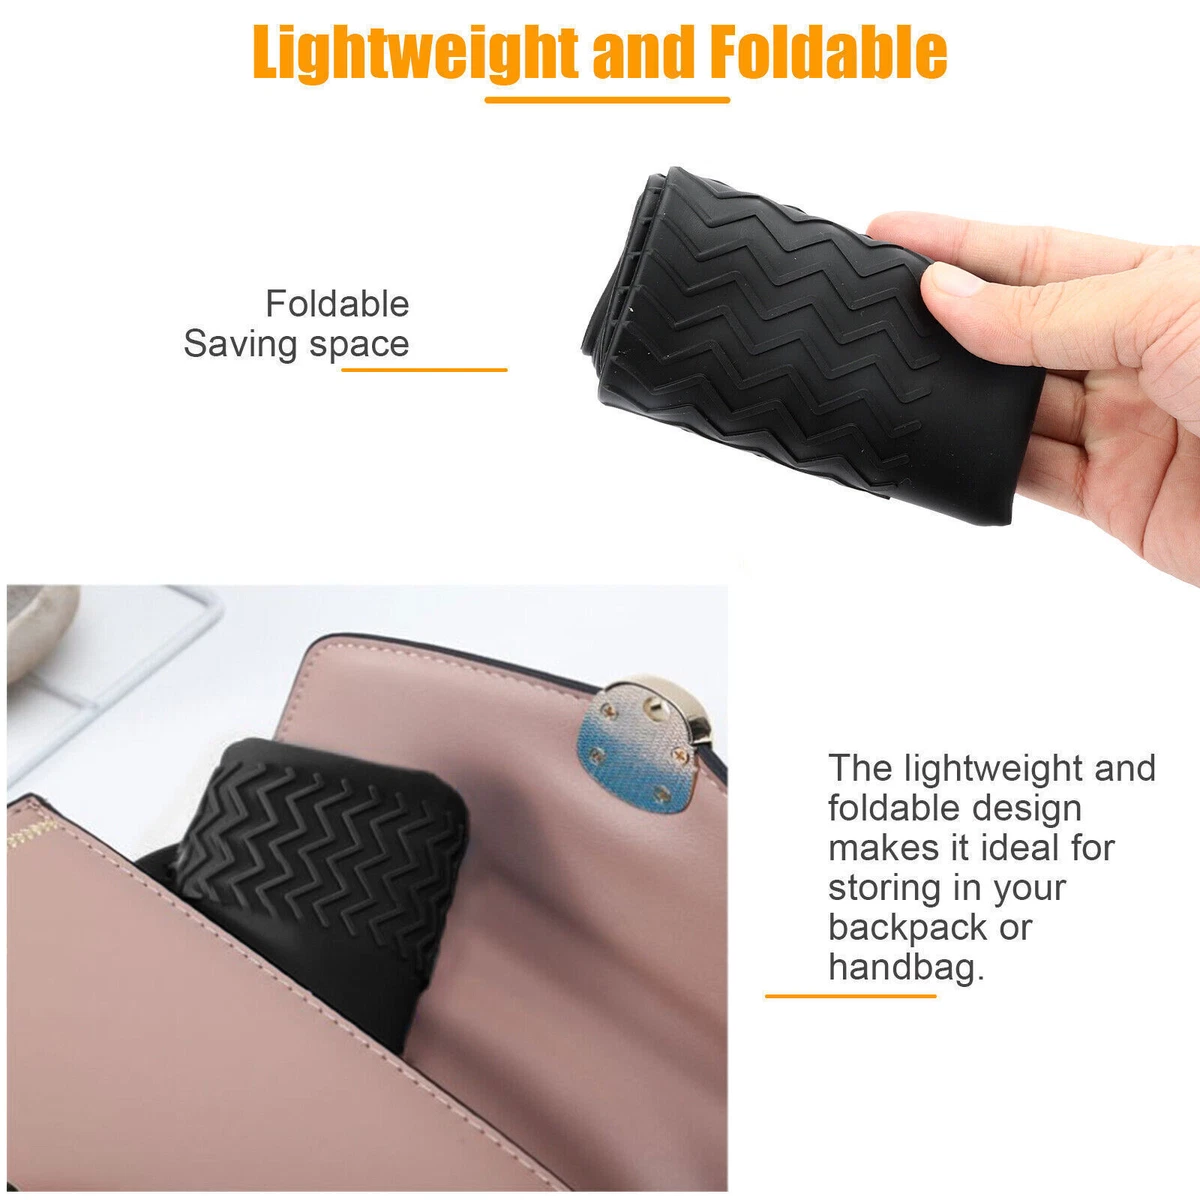 Lightweight and Foldable
Foldable
Saving space
The lightweight and
foldable design
makes it ideal for
storing in your
backpack or
handbag.